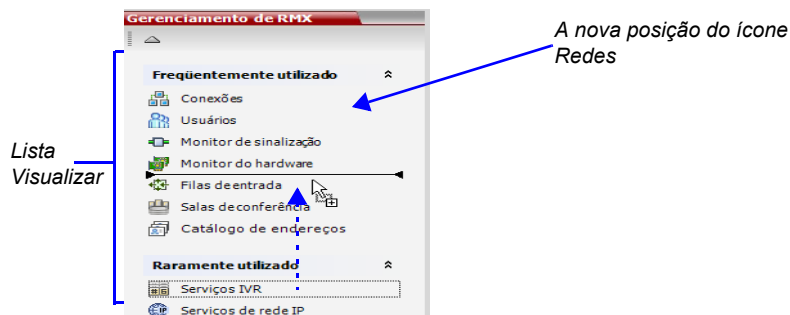 Gerenciamento de RMX
A nova posição do ícone
Redes
Freqüentemente utilizado
Conexões
Usuários
Monitor de sinalização
Monitor do hardware
Lista
Visualizar
Filas de entrada
Salas de conferência
Catálogo de endereços
Raramente utilizado
Serviços IVR
Serviços de rede IP